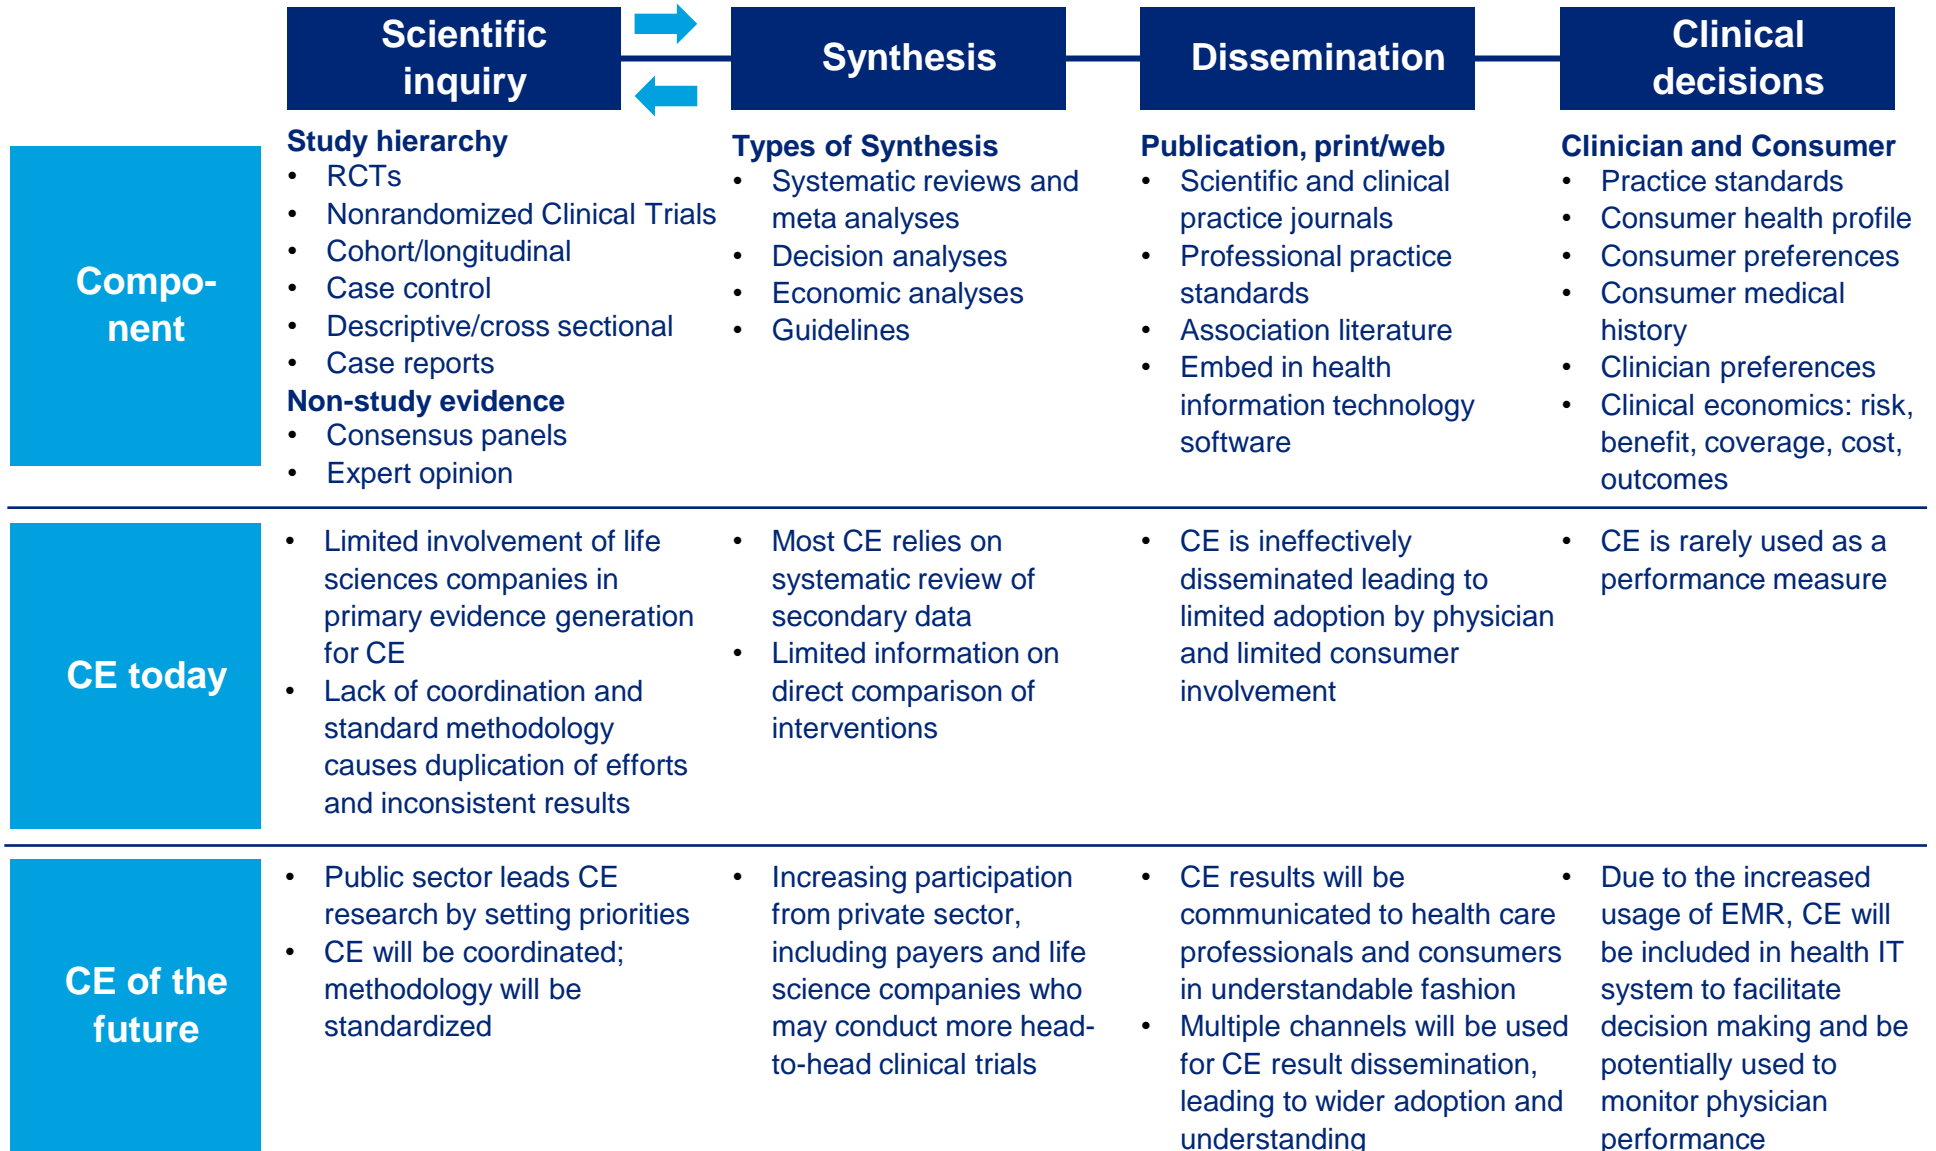 Scientific
inquiry
Synthesis
Dissemination
Clinical
decisions
Compo-
nent
Study hierarchy
• RCTs
• Nonrandomized Clinical Trials
• Cohort/longitudinal
• Case control
• Descriptive/cross sectional
• Case reports
Non-study evidence
• Consensus panels
• Expert opinion
Types of Synthesis
• Systematic reviews and
meta analyses
• Decision analyses
• Economic analyses
• Guidelines
Publication, print/web
• Scientific and clinical
practice journals
• Professional practice
standards
• Association literature
• Embed in health
information technology
software
Clinician and Consumer
• Practice standards
• Consumer health profile
• Consumer preferences
• Consumer medical
history
• Clinician preferences
• Clinical economics: risk,
benefit, coverage, cost,
outcomes
CE today
• Limited involvement of life
sciences companies in
primary evidence generation
for CE
• Lack of coordination and
standard methodology
causes duplication of efforts
and inconsistent results
• Most CE relies on
systematic review of
secondary data
• Limited information on
direct comparison of
interventions
• CE is ineffectively
disseminated leading to
limited adoption by physician
and limited consumer
involvement
• CE is rarely used as a
performance measure
CE of the
future
• Public sector leads CE
research by setting priorities
• CE will be coordinated;
methodology will be
standardized
• Increasing participation
from private sector,
including payers and life
science companies who
may conduct more head-
to-head clinical trials
• CE results will be
communicated to health care
professionals and consumers
in understandable fashion
• Multiple channels will be used
for CE result dissemination,
leading to wider adoption and
understanding
• Due to the increased
usage of EMR, CE will
be included in health IT
system to facilitate
decision making and be
potentially used to
monitor physician
performance